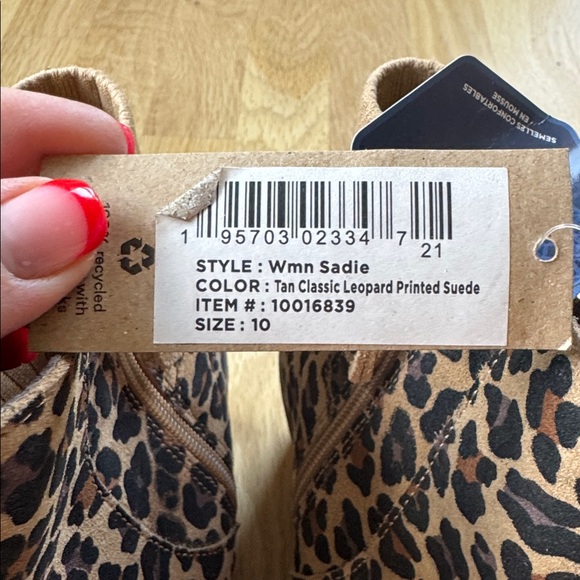 SEMELLES CONFORTABLES
EN MOUSSE
1 95703 02334 7
21
STYLE : Wmn Sadie
COLOR : Tan Classic Leopard Printed Suede
ITEM # : 10016839
SIZE : 10
recycled
with